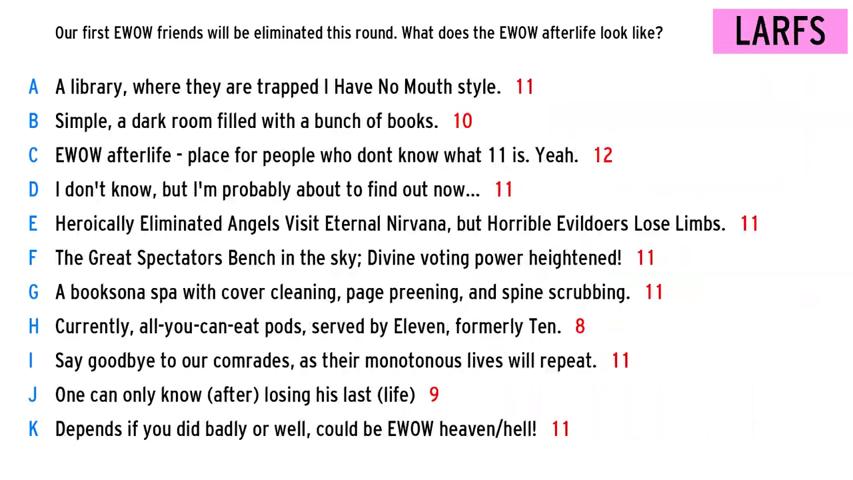 Our first EWOW friends will be eliminated this round. What does the EWOW afterlife look like?
LARFS
A A library, where they are trapped I Have No Mouth style. 11
B Simple, a dark room filled with a bunch of books. 10
C EWOW afterlife - place for people who dont know what 11 is. Yeah. 12
D I don't know, but I'm probably about to find out now... 11
E Heroically Eliminated Angels Visit Eternal Nirvana, but Horrible Evildoers Lose Limbs. 11
F The Great Spectators Bench in the sky; Divine voting power heightened! 11
G A booksona spa with cover cleaning, page preening, and spine scrubbing. 11
H Currently, all-you-can-eat pods, served by Eleven, formerly Ten. 8
I Say goodbye to our comrades, as their monotonous lives will repeat. 11
J One can only know (after) losing his last (life) 9
K Depends if you did badly or well, could be EWOW heaven/hell! 11